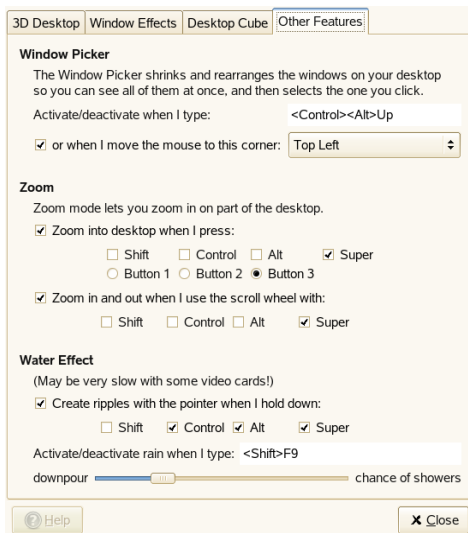 3D Desktop Window Effects Desktop Cube Other Features
Window Picker
The Window Picker shrinks and rearranges the windows on your desktop
so you can see all of them at once, and then selects the one you click.
Activate/deactivate when I type: <Control><Alt>Up
or when I move the mouse to this corner: Top Left
Zoom
Zoom mode lets you zoom in on part of the desktop.
Zoom into desktop when I press:
Shift Control Alt Super
Button 1 Button 2 Button 3
Zoom in and out when I use the scroll wheel with:
Shift Control Alt Super
Water Effect
(May be very slow with some video cards!)
Create ripples with the pointer when I hold down:
Shift Control Alt Super
Activate/deactivate rain when I type: <Shift>F9
downpour chance of showers
Help Close